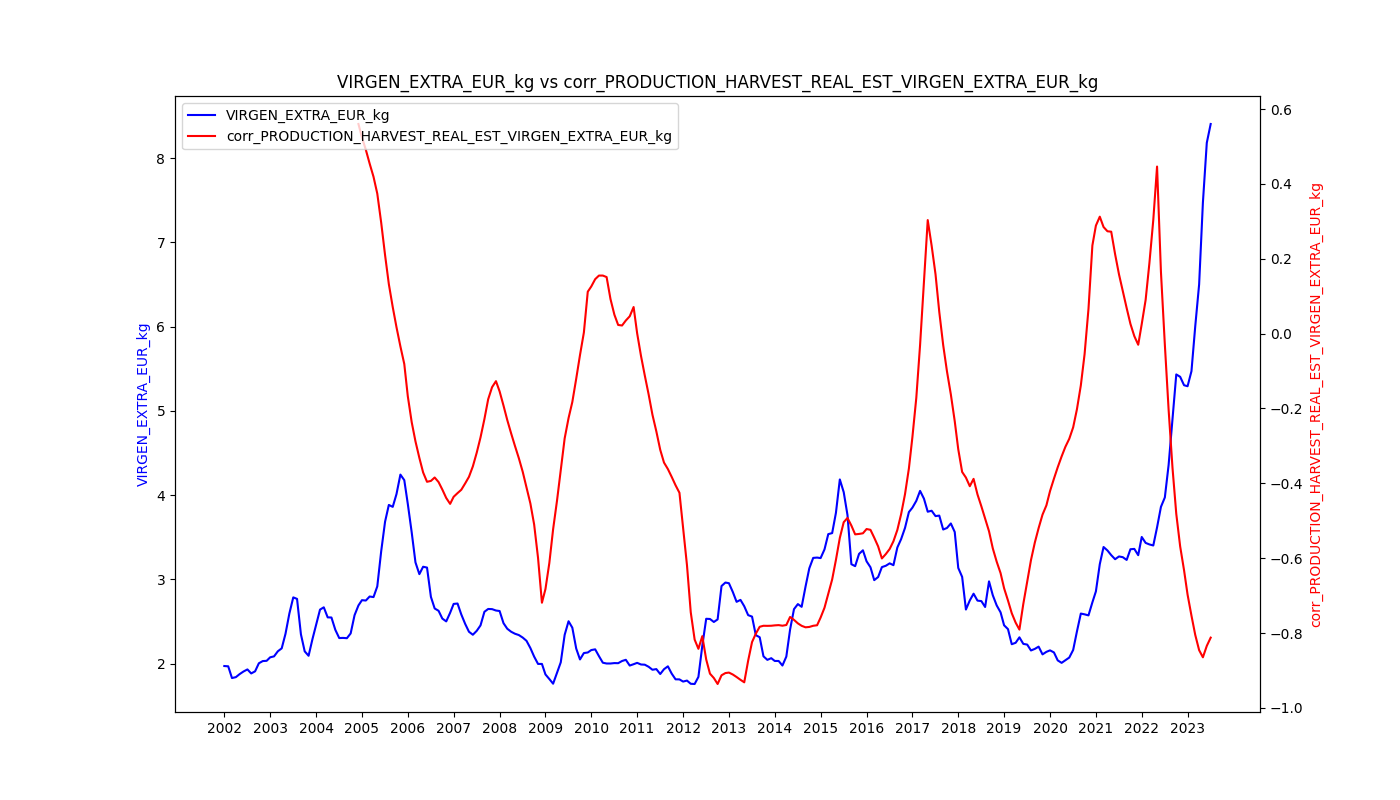 VIRGEN_EXTRA_EUR_kg vs corr_PRODUCTION_HARVEST_REAL_EST_VIRGEN_EXTRA_EUR_kg
VIRGEN_EXTRA_EUR_kg
corr_PRODUCTION_HARVEST_REAL_EST_VIRGEN_EXTRA_EUR_kg
VIRGEN_EXTRA_EUR_kg
8
7
6
5
4
3
2
0.6
0.4
0.2
0.0
−0.2
−0.4
−0.6
−0.8
−1.0
corr_PRODUCTION_HARVEST_REAL_EST_VIRGEN_EXTRA_EUR_kg
2002 2003 2004 2005 2006 2007 2008 2009 2010 2011 2012 2013 2014 2015 2016 2017 2018 2019 2020 2021 2022 2023